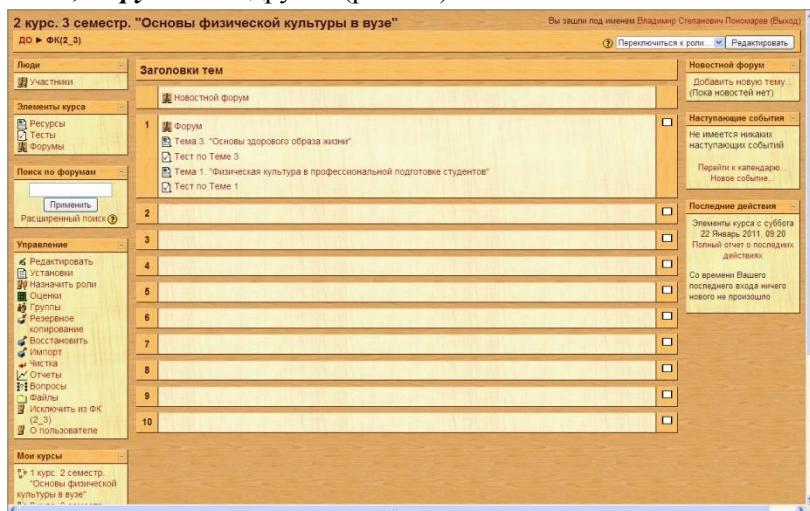 2 курс. 3 семестр. "Основы физической культуры в вузе"
Вы зашли под именем Владимир Степанович Пономарев (Выход)
ДО ► ФК(2_3)
Переключиться к роли...
Редактировать
Люди
Участники
Элементы курса
Ресурсы
Тесты
Форумы
Поиск по форумам
Применить
Расширенный поиск
Управление
Редактировать
Установки
Назначить роли
Оценки
Группы
Резервное
копирование
Восстановить
Импорт
Чистка
Отчеты
Вопросы
Файлы
Исключить из ФК
(2_3)
О пользователе
Мои курсы
1 курс. 2 семестр.
"Основы физической
культуры в вузе"
Заголовки тем
Новостной форум
1
Форум
Тема 3. "Основы здорового образа жизни"
Тест по Теме 3
Тема 1. "Физическая культура в профессиональной подготовке студентов"
Тест по Теме 1
2
3
4
5
6
7
8
9
10
Новостной форум
Добавить новую тему...
(Пока новостей нет)
Наступающие события
Не имеется никаких
наступающих событий
Перейти к календарю...
Новое событие...
Последние действия
Элементы курса с суббота
22 Январь 2011, 09:20
Полный отчет о последних
действиях
Со времени Вашего
последнего входа ничего
нового не произошло